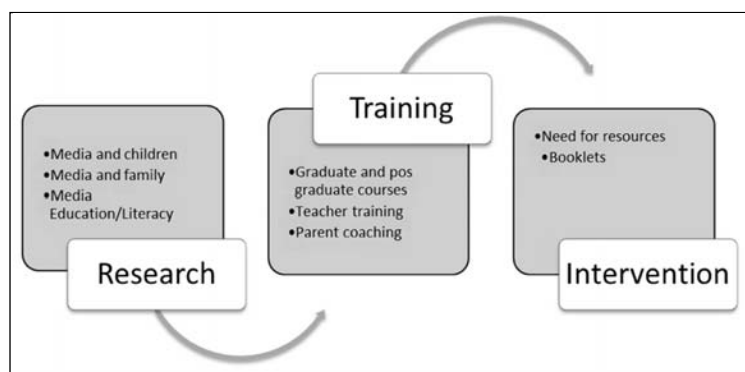 •Media and children
•Media and family
•Media
Education/Literacy
Research
Training
•Graduate and pos
graduate courses
•Teacher training
•Parent coaching
•Need for resources
•Booklets
Intervention